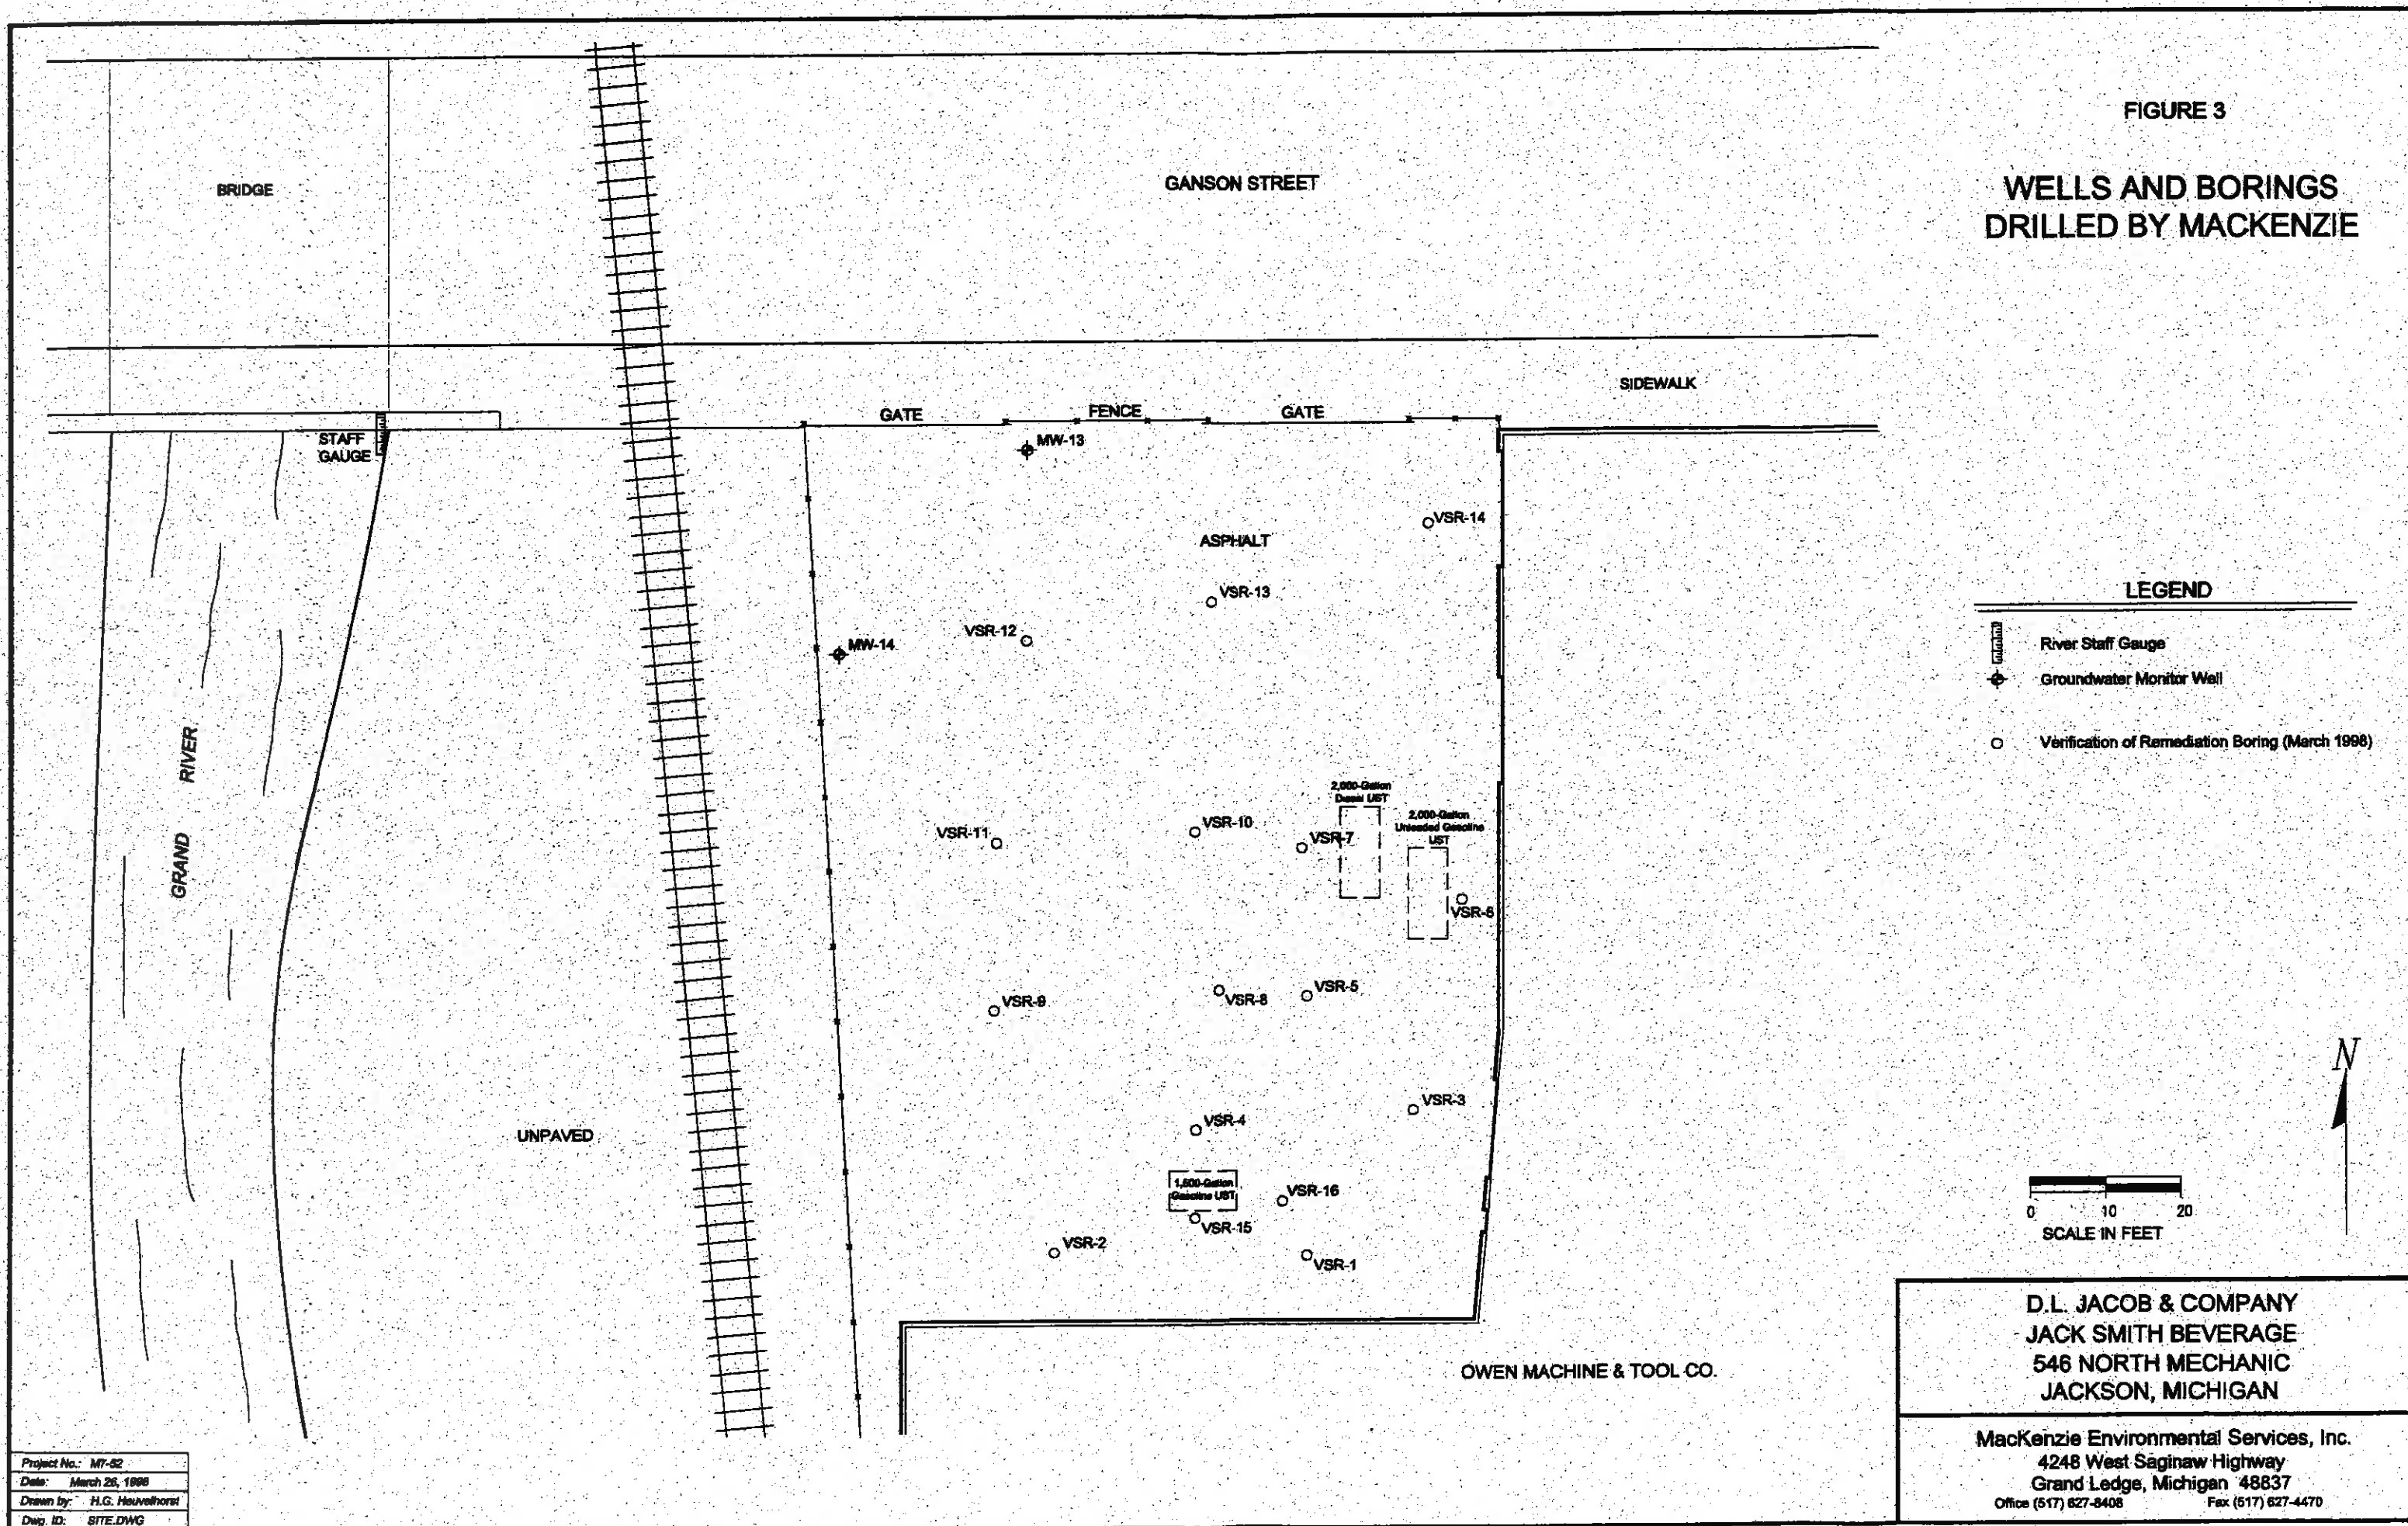 FIGURE 3
WELLS AND BORINGS
DRILLED BY MACKENZIE
BRIDGE
GANSON STREET
SIDEWALK
GATE
FENCE
GATE
STAFF
GAUGE
MW-13
VSR-14
ASPHALT
VSR-13
VSR-12
MW-14
LEGEND
River Staff Gauge
Groundwater Monitor Well
Verification of Remediation Boring (March 1998)
GRAND RIVER
2,000-Gallon
Diesel UST
2,000-Gallon
Unleaded Gasoline
UST
VSR-11
VSR-10
VSR-7
VSR-6
VSR-9
VSR-8
VSR-5
VSR-3
VSR-4
UNPAVED
1,500-Gallon
Gasoline UST
VSR-16
VSR-15
VSR-2
VSR-1
N
0 10 20
SCALE IN FEET
OWEN MACHINE & TOOL CO.
D.L. JACOB & COMPANY
JACK SMITH BEVERAGE
546 NORTH MECHANIC
JACKSON, MICHIGAN
MacKenzie Environmental Services, Inc.
4248 West Saginaw Highway
Grand Ledge, Michigan 48837
Office (517) 627-8408 Fax (517) 627-4470
Project No.: M7-52
Date: March 26, 1998
Drawn by: H.G. Heuvelhorst
Dwg. ID: SITE.DWG